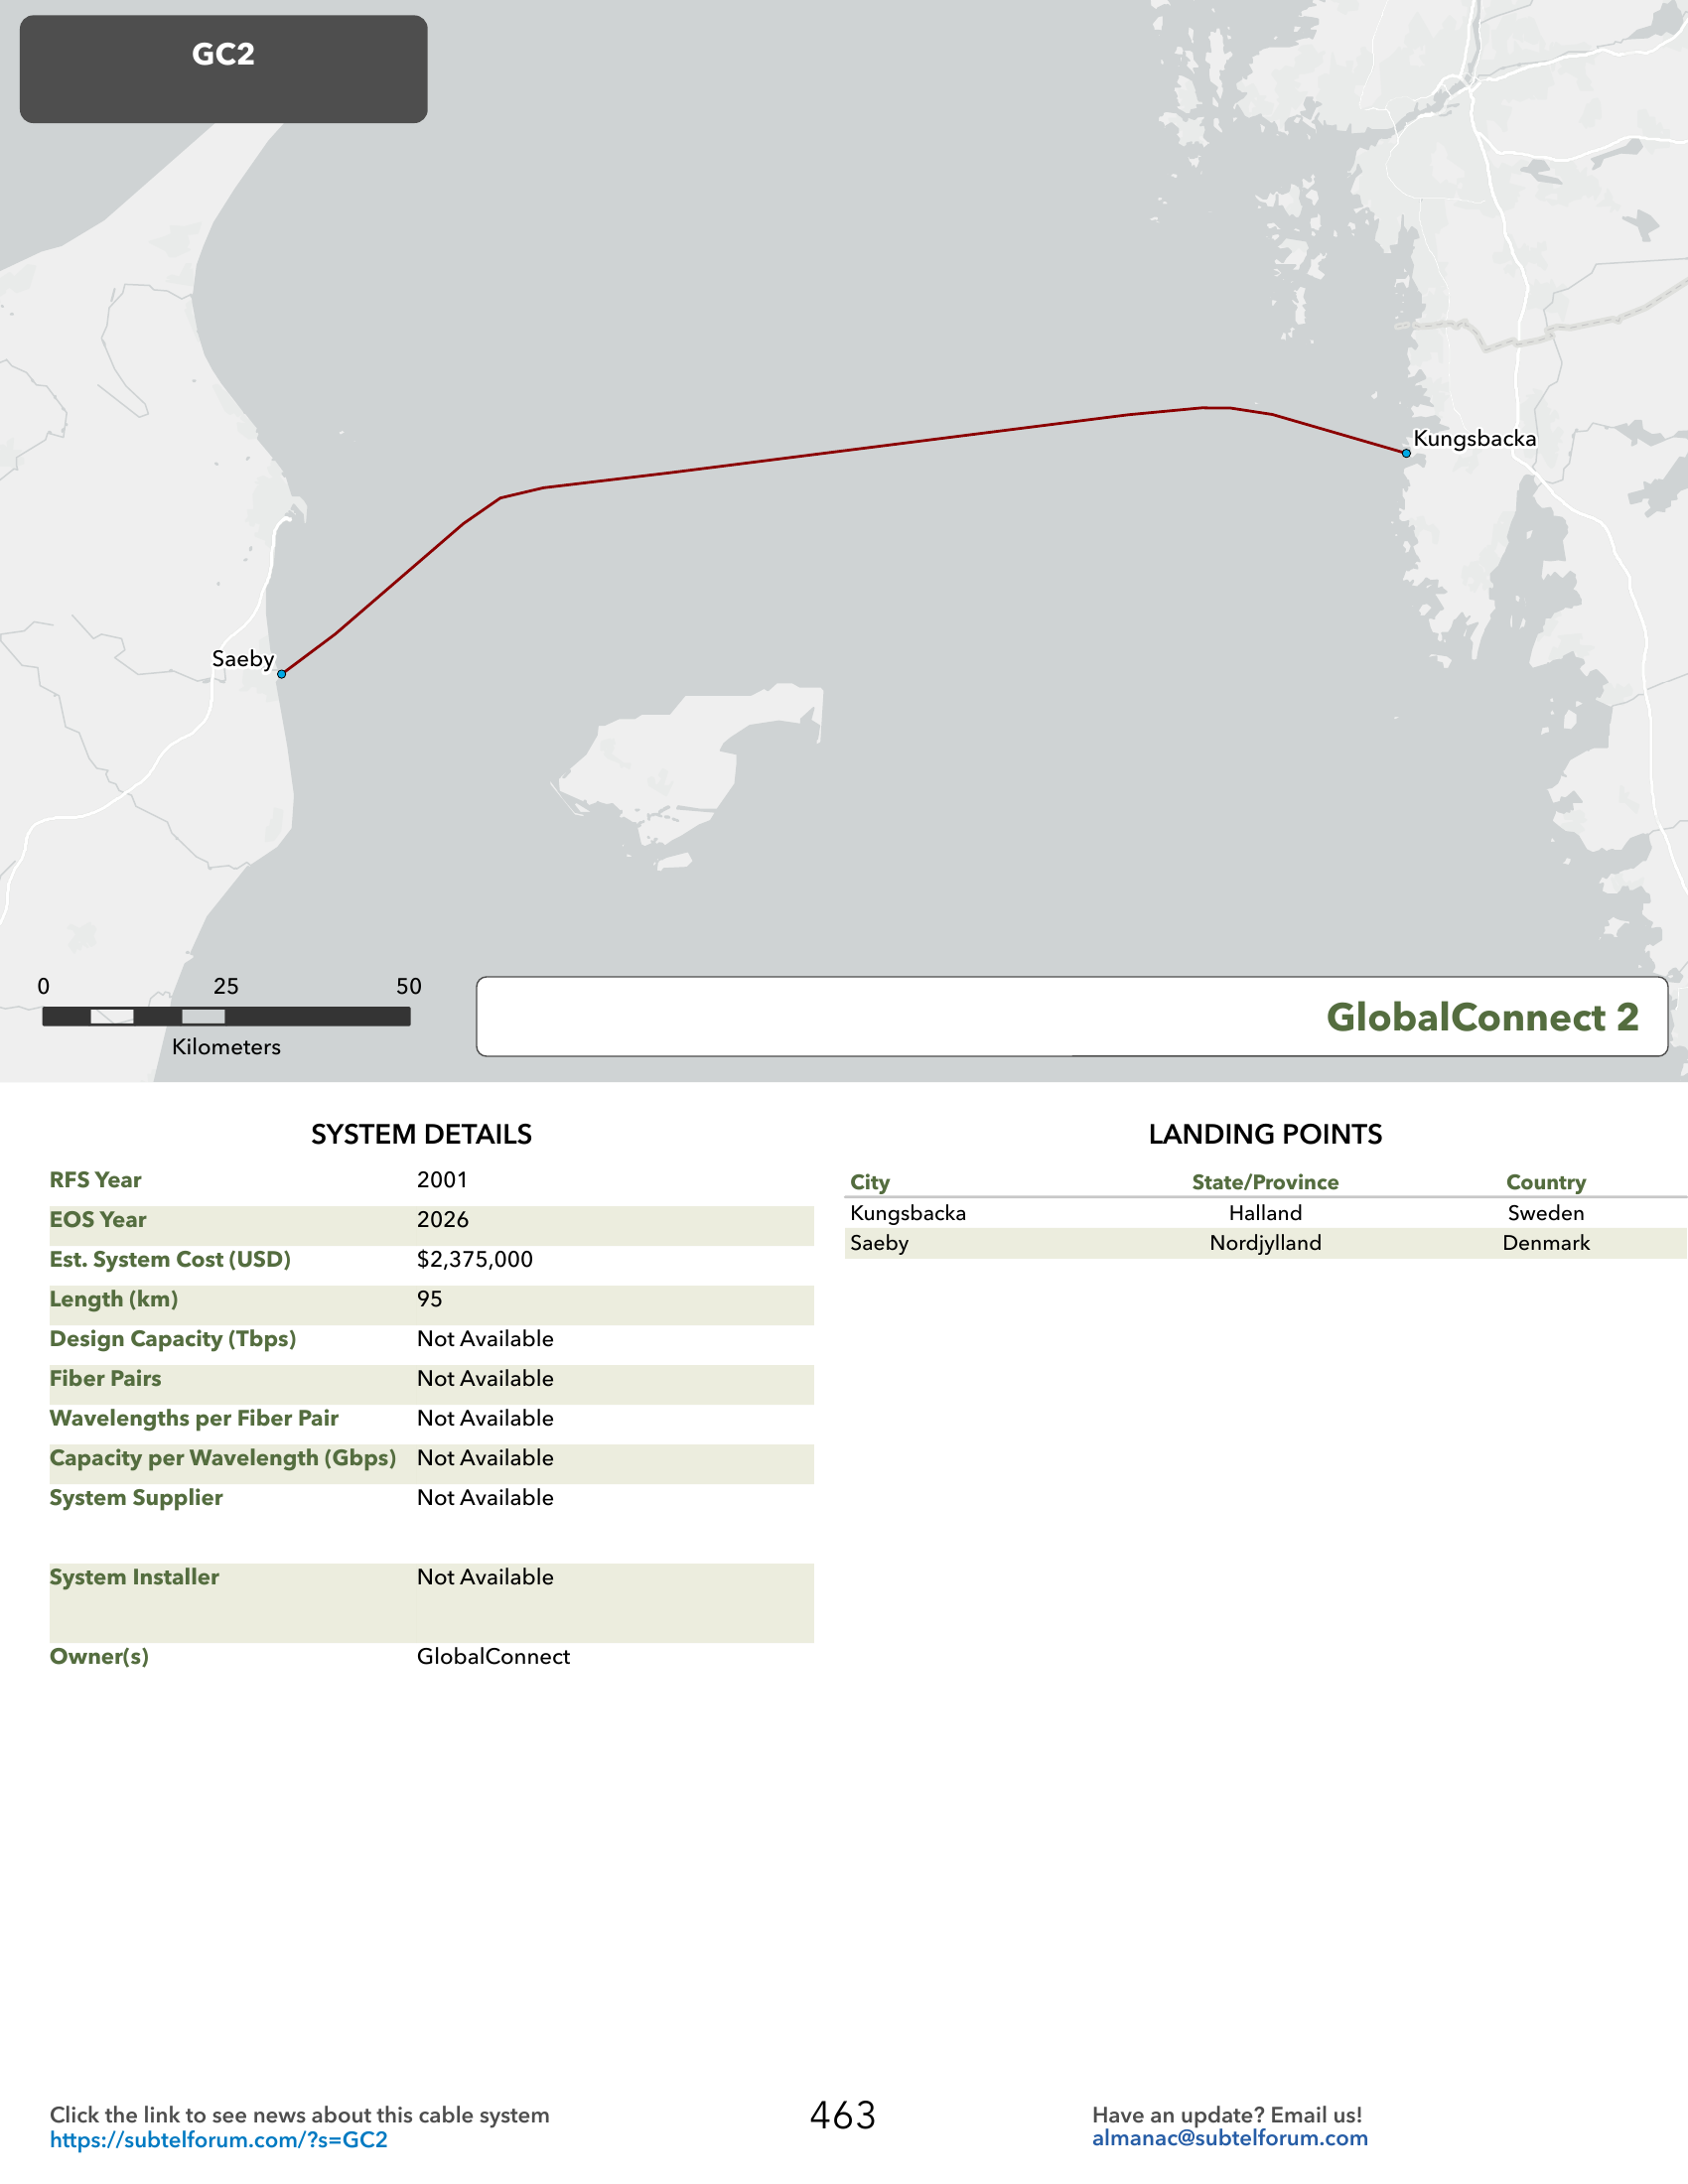 GC2
Kungsbacka
Saeby
0 25 50
Kilometers
GlobalConnect 2
SYSTEM DETAILS
RFS Year 2001
EOS Year 2026
Est. System Cost (USD) $2,375,000
Length (km) 95
Design Capacity (Tbps) Not Available
Fiber Pairs Not Available
Wavelengths per Fiber Pair Not Available
Capacity per Wavelength (Gbps) Not Available
System Supplier Not Available
System Installer Not Available
Owner(s) GlobalConnect
LANDING POINTS
City State/Province Country
Kungsbacka Halland Sweden
Saeby Nordjylland Denmark
Click the link to see news about this cable system
https://subtelforum.com/?s=GC2
463
Have an update? Email us!
almanac@subtelforum.com